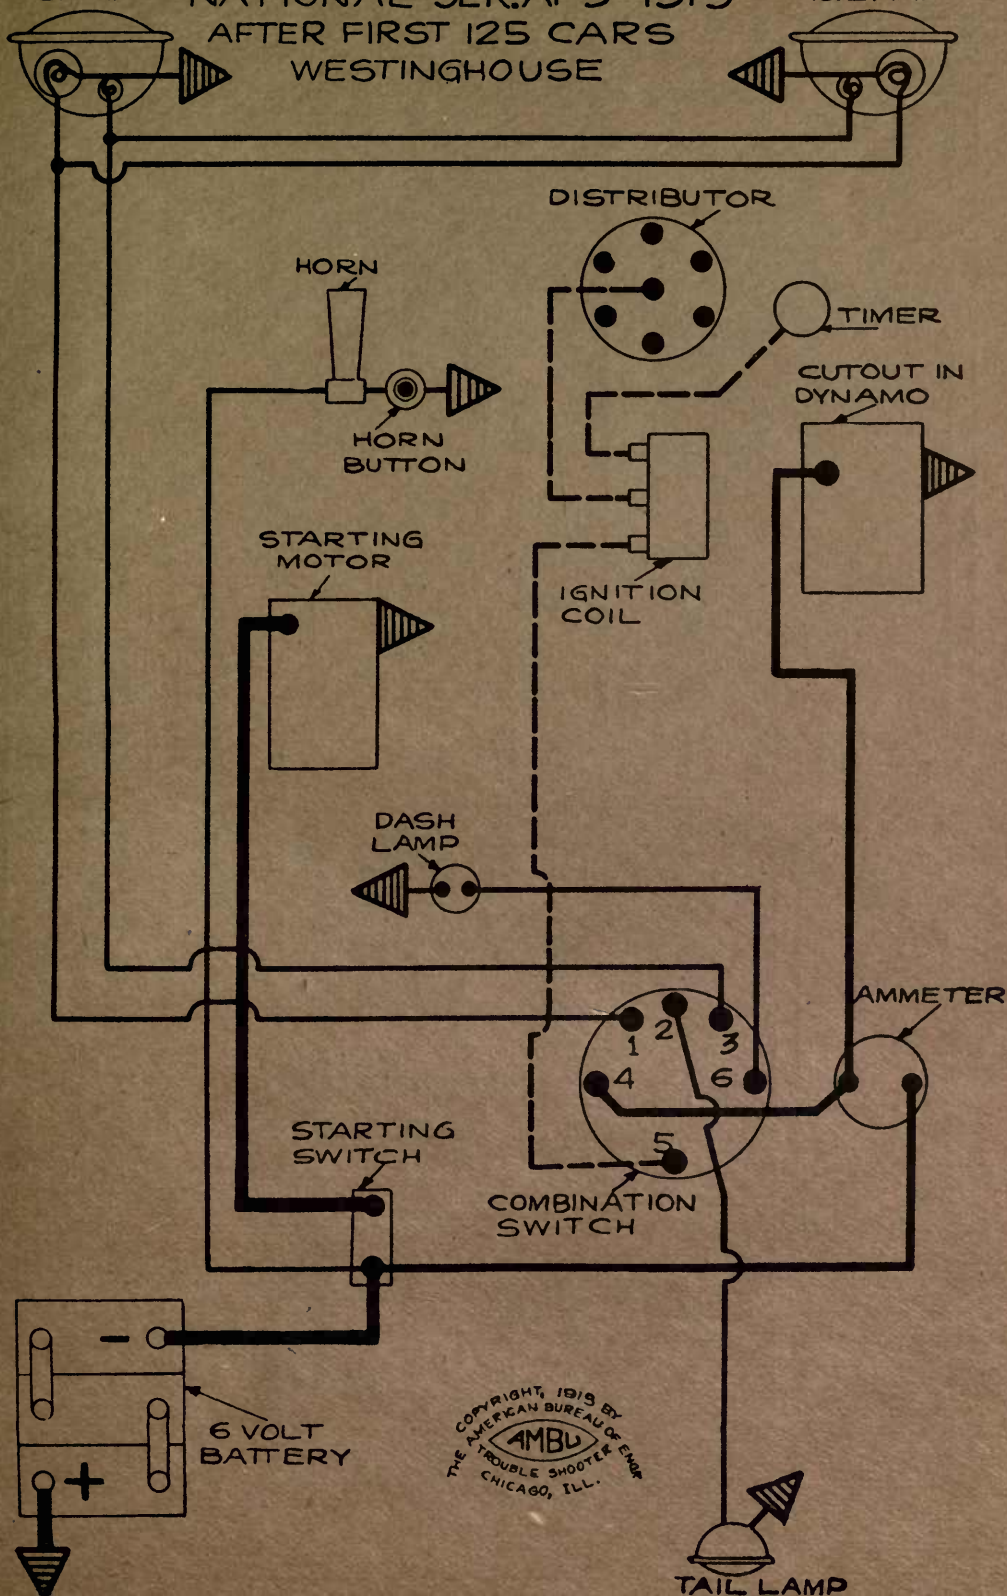 AFTER FIRST 125 CARS
WESTINGHOUSE
DISTRIBUTOR
HORN
TIMER
CUTOUT IN
DYNAMO
HORN
BUTTON
STARTING
MOTOR
IGNITION
COIL
DASH
LAMP
AMMETER
1
2
3
4
6
5
STARTING
SWITCH
COMBINATION
SWITCH
-
+
6 VOLT
BATTERY
COPYRIGHT, 1919 BY
THE AMERICAN BUREAU OF ENGR
AMBU
TROUBLE SHOOTER
CHICAGO, ILL.
TAIL LAMP